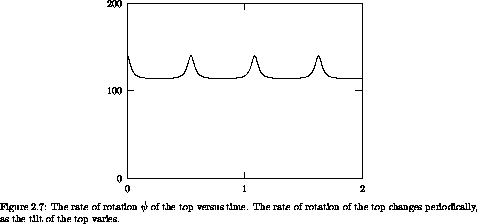 200
100
0
0 1 2
Figure 2.7: The rate of rotation ψ̇ of the top versus time. The rate of rotation of the top changes periodically,
as the tilt of the top varies.